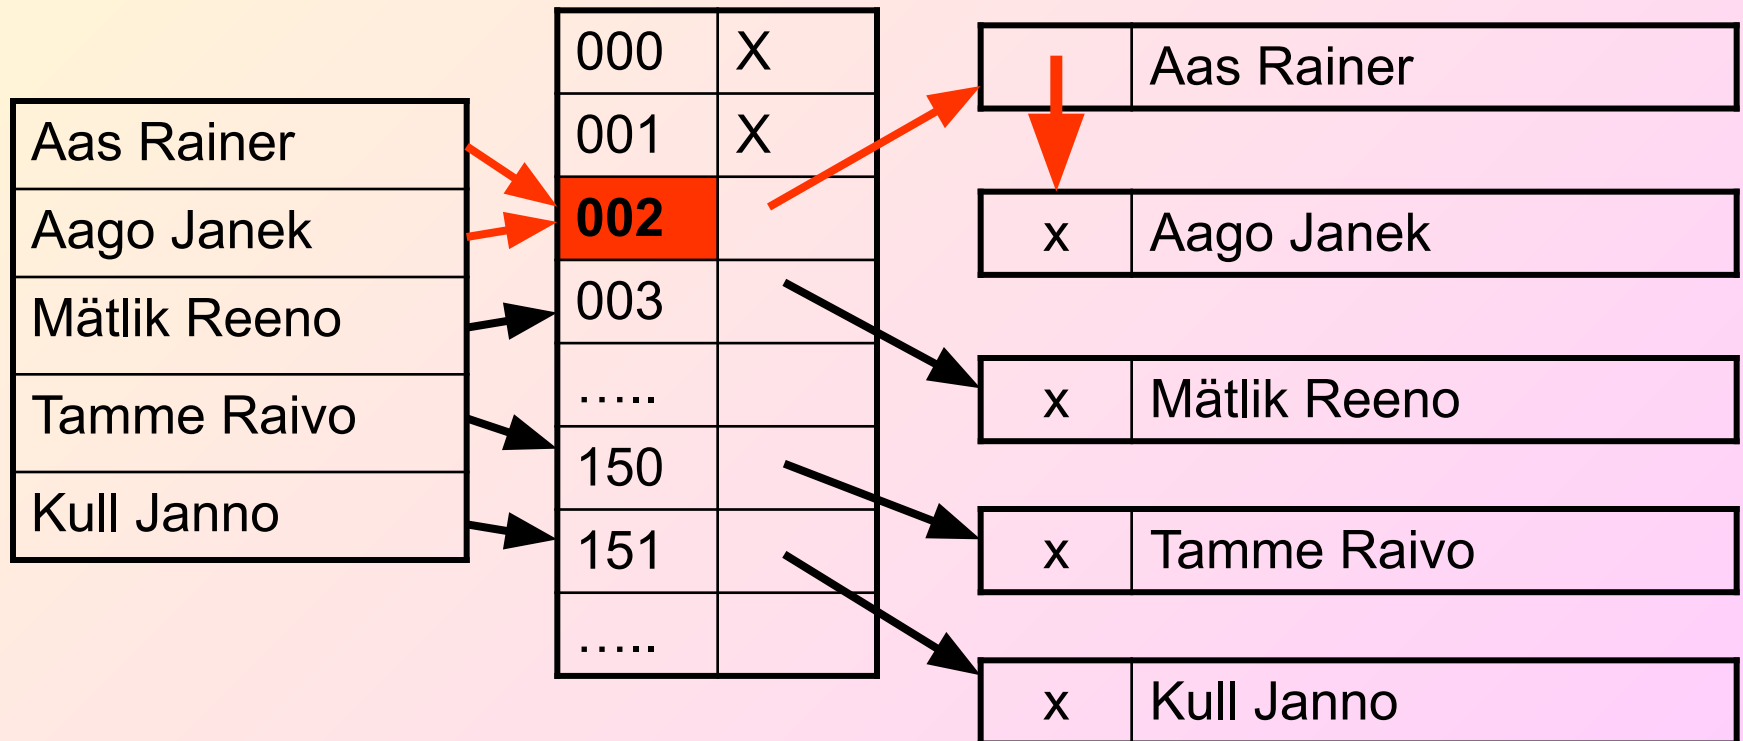 Aas Rainer
Aago Janek
Mätlik Reeno
Tamme Raivo
Kull Janno
000 X
001 X
002
003
…..
150
151
…..
Aas Rainer
x Aago Janek
x Mätlik Reeno
x Tamme Raivo
x Kull Janno